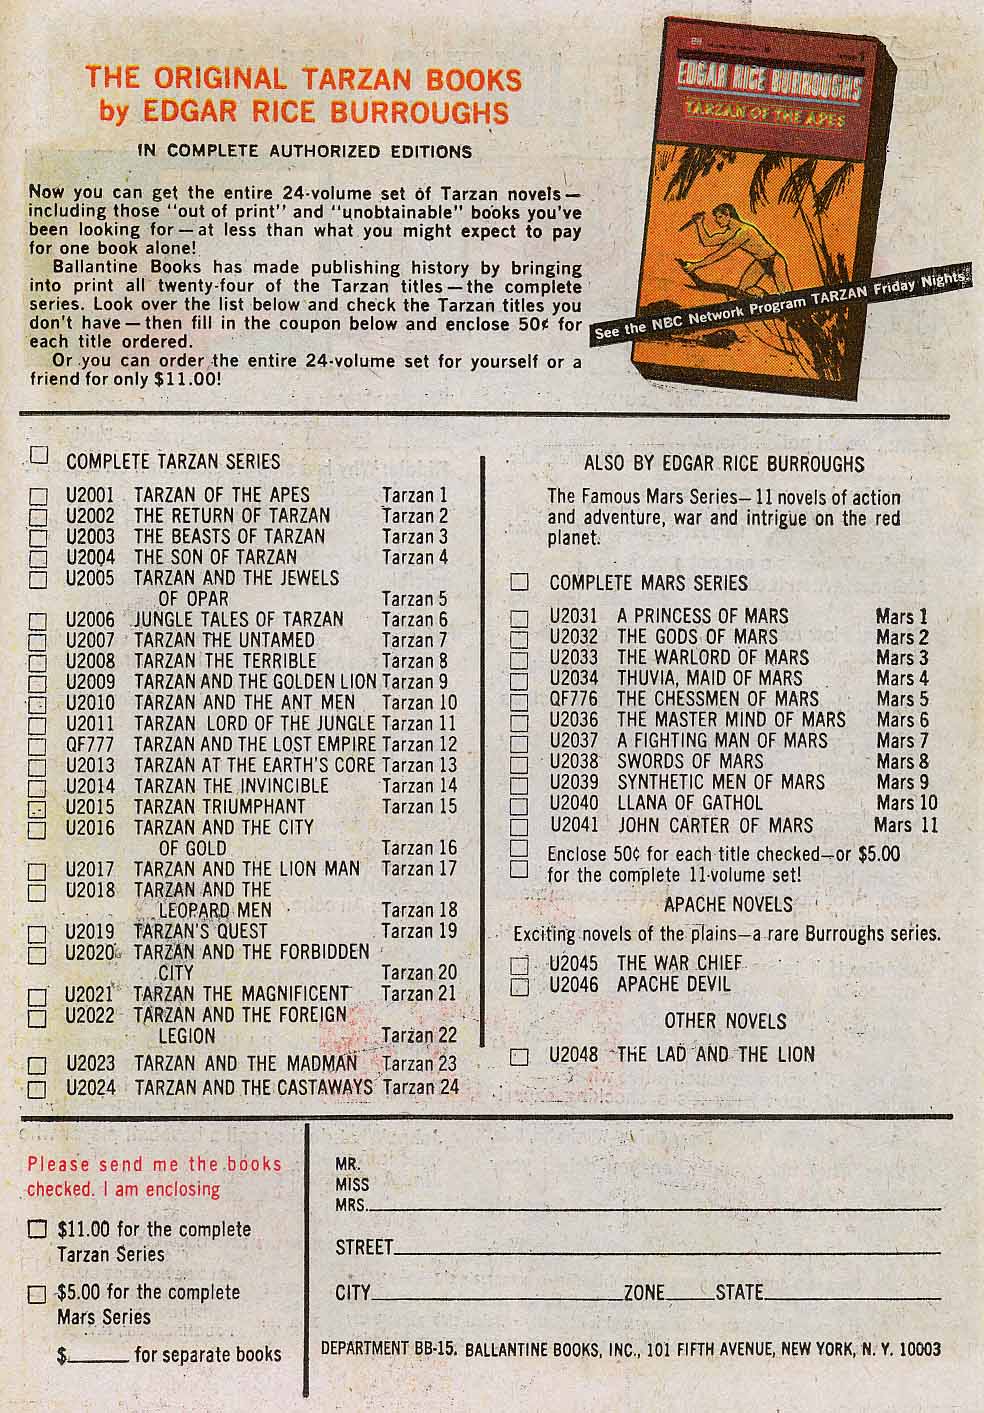 THE ORIGINAL TARZAN BOOKS
by EDGAR RICE BURROUGHS
IN COMPLETE AUTHORIZED EDITIONS
Now you can get the entire 24-volume set of Tarzan novels—
including those "out of print" and "unobtainable" books you've
been looking for—at less than what you might expect to pay
for one book alone!
Ballantine Books has made publishing history by bringing
into print all twenty-four of the Tarzan titles—the complete
series. Look over the list below and check the Tarzan titles you
don't have—then fill in the coupon below and enclose 50¢ for
each title ordered.
Or you can order the entire 24-volume set for yourself or a
friend for only $11.00!
EDGAR RICE BURROUGHS
TARZAN OF THE APES
See the NBC Network Program TARZAN Friday Nights.
COMPLETE TARZAN SERIES
U2001 TARZAN OF THE APES Tarzan 1
U2002 THE RETURN OF TARZAN Tarzan 2
U2003 THE BEASTS OF TARZAN Tarzan 3
U2004 THE SON OF TARZAN Tarzan 4
U2005 TARZAN AND THE JEWELS
OF OPAR Tarzan 5
U2006 JUNGLE TALES OF TARZAN Tarzan 6
U2007 TARZAN THE UNTAMED Tarzan 7
U2008 TARZAN THE TERRIBLE Tarzan 8
U2009 TARZAN AND THE GOLDEN LION Tarzan 9
U2010 TARZAN AND THE ANT MEN Tarzan 10
U2011 TARZAN LORD OF THE JUNGLE Tarzan 11
QF777 TARZAN AND THE LOST EMPIRE Tarzan 12
U2013 TARZAN AT THE EARTH'S CORE Tarzan 13
U2014 TARZAN THE INVINCIBLE Tarzan 14
U2015 TARZAN TRIUMPHANT Tarzan 15
U2016 TARZAN AND THE CITY
OF GOLD Tarzan 16
U2017 TARZAN AND THE LION MAN Tarzan 17
U2018 TARZAN AND THE
LEOPARD MEN Tarzan 18
U2019 TARZAN'S QUEST Tarzan 19
U2020 TARZAN AND THE FORBIDDEN
CITY Tarzan 20
U2021 TARZAN THE MAGNIFICENT Tarzan 21
U2022 TARZAN AND THE FOREIGN
LEGION Tarzan 22
U2023 TARZAN AND THE MADMAN Tarzan 23
U2024 TARZAN AND THE CASTAWAYS Tarzan 24
ALSO BY EDGAR RICE BURROUGHS
The Famous Mars Series—11 novels of action
and adventure, war and intrigue on the red
planet.
COMPLETE MARS SERIES
U2031 A PRINCESS OF MARS Mars 1
U2032 THE GODS OF MARS Mars 2
U2033 THE WARLORD OF MARS Mars 3
U2034 THUVIA, MAID OF MARS Mars 4
QF776 THE CHESSMEN OF MARS Mars 5
U2036 THE MASTER MIND OF MARS Mars 6
U2037 A FIGHTING MAN OF MARS Mars 7
U2038 SWORDS OF MARS Mars 8
U2039 SYNTHETIC MEN OF MARS Mars 9
U2040 LLANA OF GATHOL Mars 10
U2041 JOHN CARTER OF MARS Mars 11
Enclose 50¢ for each title checked—or $5.00
for the complete 11-volume set!
APACHE NOVELS
Exciting novels of the plains—a rare Burroughs series.
U2045 THE WAR CHIEF
U2046 APACHE DEVIL
OTHER NOVELS
U2048 THE LAD AND THE LION
Please send me the books
checked. I am enclosing
$11.00 for the complete
Tarzan Series
$5.00 for the complete
Mars Series
$______ for separate books
MR.
MISS
MRS.
STREET
CITY ZONE STATE
DEPARTMENT BB-15. BALLANTINE BOOKS, INC., 101 FIFTH AVENUE, NEW YORK, N. Y. 10003